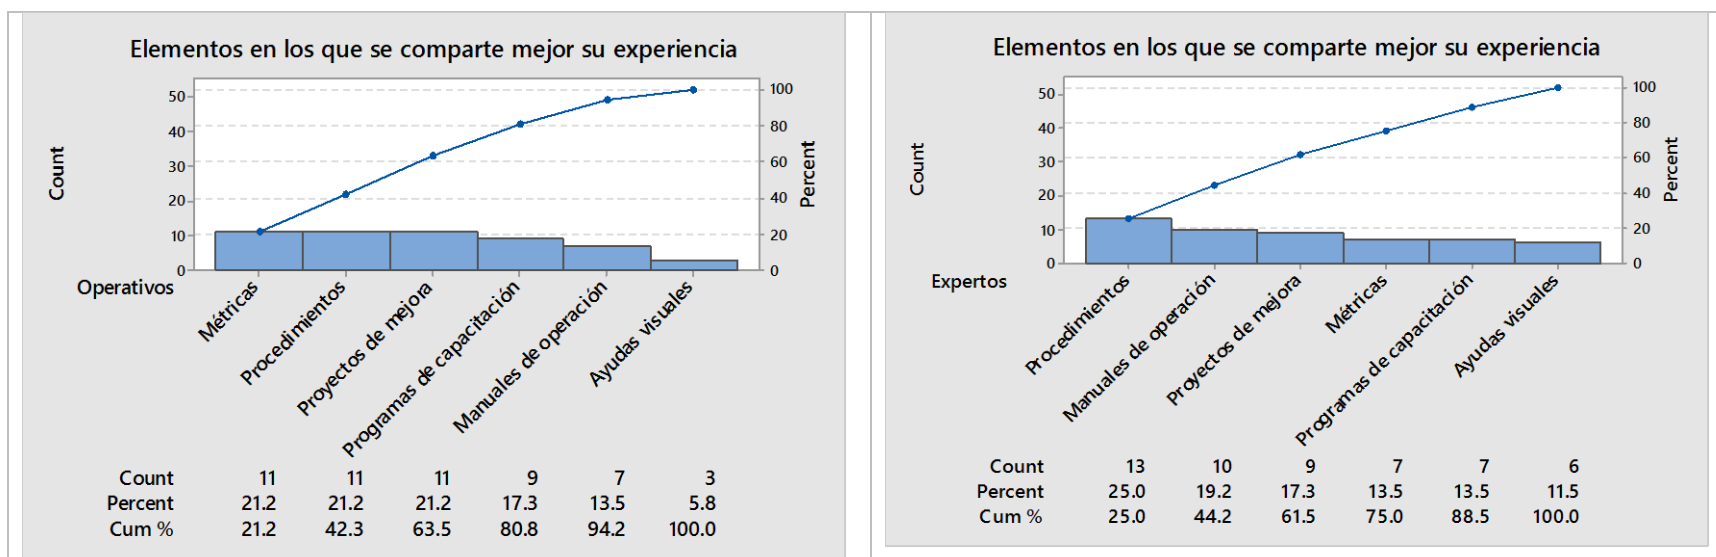 Elementos en los que se comparte mejor su experiencia
50
40
30
20
10
0
Count
100
80
60
40
20
0
Percent
Operativos
Métricas
Procedimientos
Proyectos de mejora
Programas de capacitación
Manuales de operación
Ayudas visuales
Count 11 11 11 9 7 3
Percent 21.2 21.2 21.2 17.3 13.5 5.8
Cum % 21.2 42.3 63.5 80.8 94.2 100.0
Elementos en los que se comparte mejor su experiencia
50
40
30
20
10
0
Count
100
80
60
40
20
0
Percent
Expertos
Procedimientos
Manuales de operación
Proyectos de mejora
Métricas
Programas de capacitación
Ayudas visuales
Count 13 10 9 7 7 6
Percent 25.0 19.2 17.3 13.5 13.5 11.5
Cum % 25.0 44.2 61.5 75.0 88.5 100.0